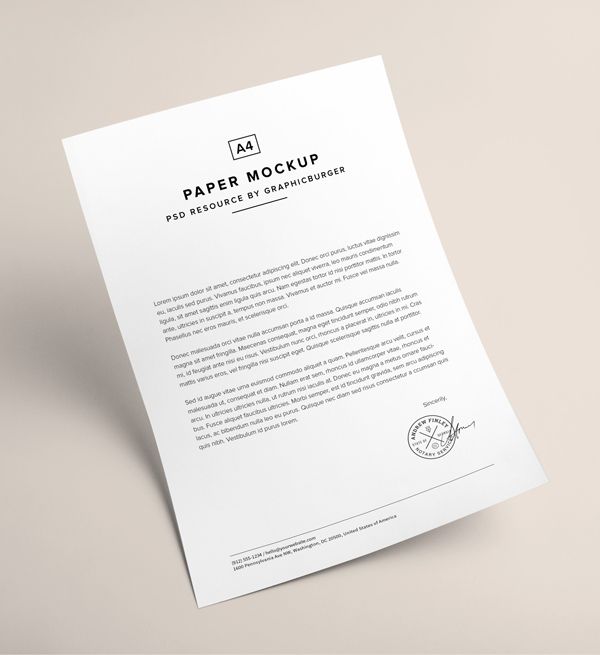 A4
PAPER MOCKUP
PSD RESOURCE BY GRAPHICBURGER
Lorem ipsum dolor sit amet, consectetur adipiscing elit. Donec orci purus, luctus vitae dignissim
eu, iaculis sed purus. Vivamus faucibus, ipsum nec aliquet viverra, leo mauris condimentum
ligula, sit amet sagittis enim ligula quis arcu. Nam egestas tortor id nisi porttitor mattis. In tortor
ante, ultricies in suscipit et, tempus non massa. Vivamus et auctor mi. Fusce vel massa nulla.
Phasellus nec eros mauris, et scelerisque orci.
Donec malesuada orci vitae nulla accumsan porta a id massa. Quisque accumsan iaculis
magna sit amet fringilla. Maecenas consequat, magna eget tincidunt semper, odio nibh rutrum
mi, id feugiat ante nisi eu risus. Vestibulum nunc orci, rhoncus a placerat in, ultricies in mi. Cras
mattis varius eros, vel fringilla nisi suscipit eget. Quisque scelerisque sagittis nulla at porttitor.
Sed id augue vitae urna euismod commodo aliquet a quam. Pellentesque arcu velit, cursus et
malesuada ut, consequat et diam. Nullam erat sem, rhoncus id ullamcorper vitae, rhoncus et
arcu. In ultricies ultricies nulla, ut rutrum nisi iaculis at. Donec eu magna a metus ornare fauci-
bus. Fusce aliquet faucibus ultricies. Morbi semper, est id tincidunt gravida, sem arcu adipiscing
lacus, ac bibendum nulla leo eu purus. Quisque nec diam sed risus consectetur a ccumsan quis
quis nibh. Vestibulum id purus lorem.
Sincerely,
ANDREW FINLEY
STATE OF
NOTARY SERVICE
(912) 555-1234 / hello@yourwebsite.com
1600 Pennsylvania Ave NW, Washington, DC 20500, United States of America